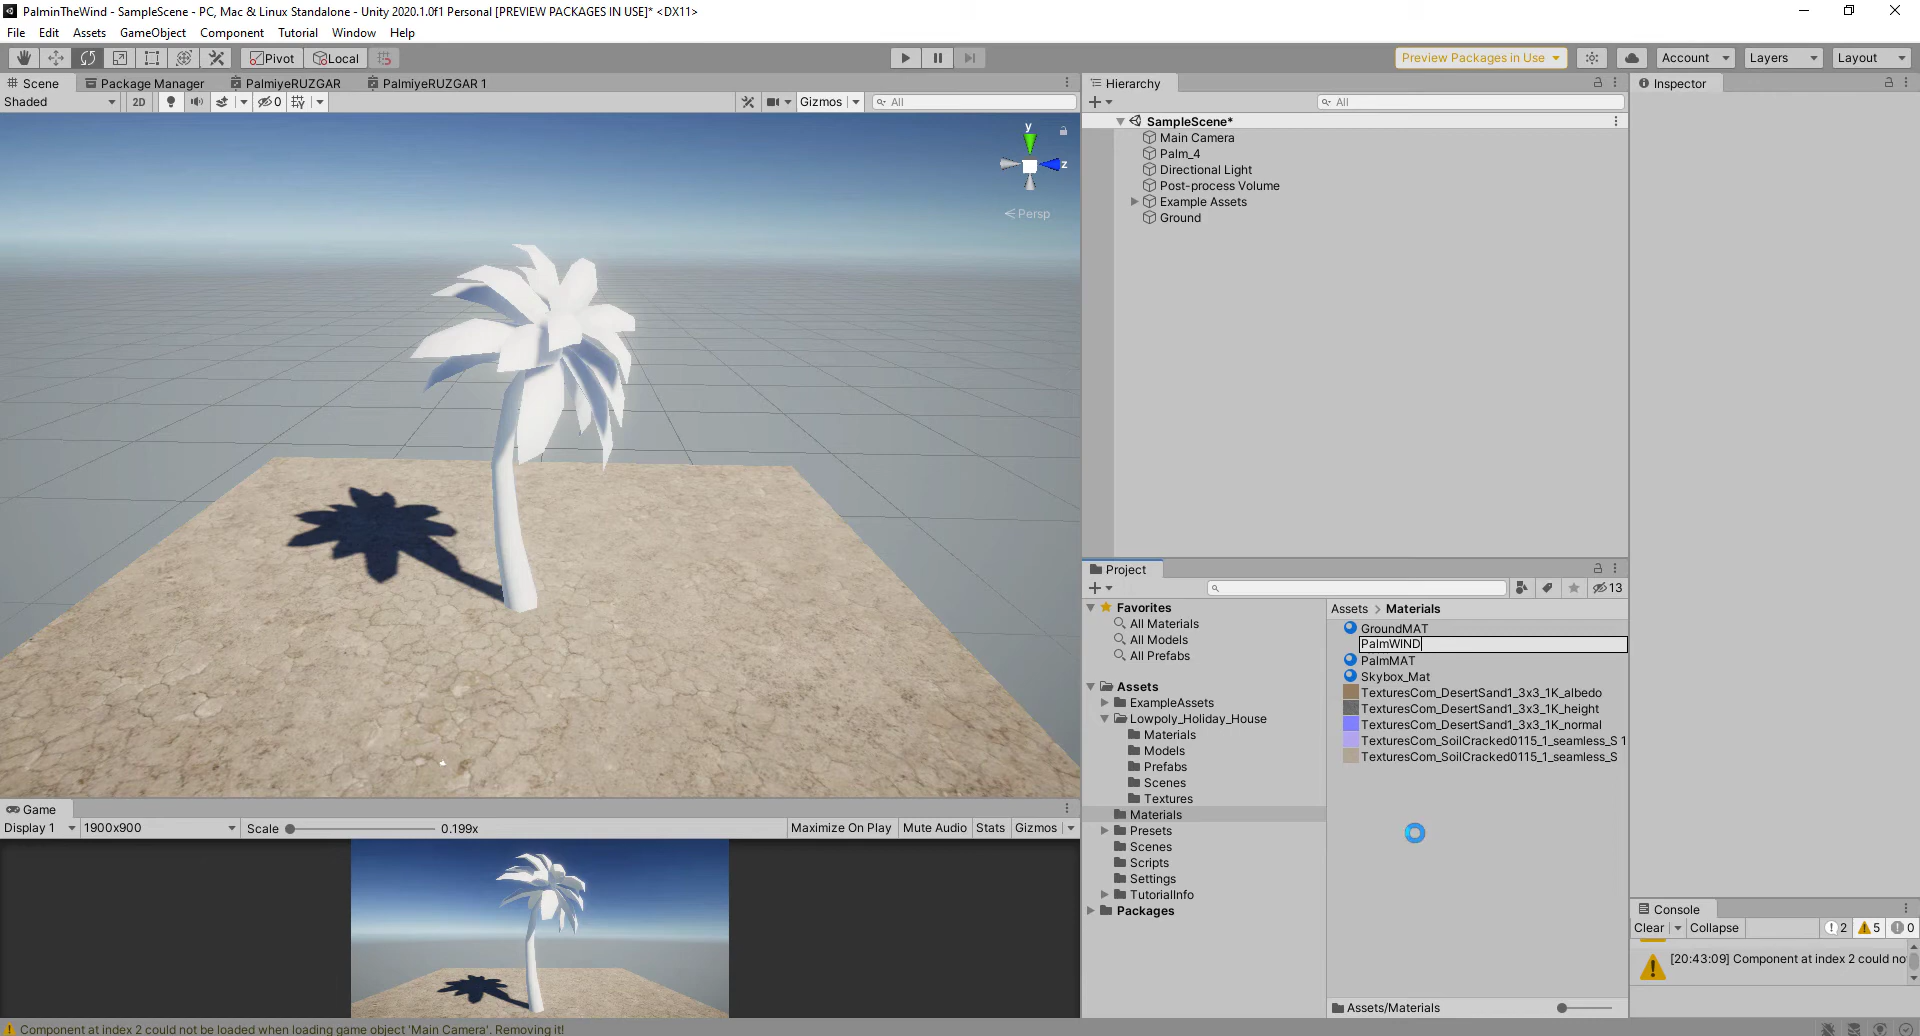 PalminTheWind - SampleScene - PC, Mac & Linux Standalone - Unity 2020.1.0f1 Personal [PREVIEW PACKAGES IN USE]* <DX11>
File Edit Assets GameObject Component Tutorial Window Help
Pivot Local Preview Packages in Use Account Layers Layout
Scene Package Manager PalmiyeRUZGAR PalmiyeRUZGAR 1
Shaded 2D 0 Gizmos All
y
z
Persp
Hierarchy
All
SampleScene*
Main Camera
Palm_4
Directional Light
Post-process Volume
Example Assets
Ground
Inspector
Project
13
Favorites
All Materials
All Models
All Prefabs
Assets
ExampleAssets
Lowpoly_Holiday_House
Materials
Models
Prefabs
Scenes
Textures
Materials
Presets
Scenes
Scripts
Settings
TutorialInfo
Packages
Assets > Materials
GroundMAT
PalmWIND
PalmMAT
Skybox_Mat
TexturesCom_DesertSand1_3x3_1K_albedo
TexturesCom_DesertSand1_3x3_1K_height
TexturesCom_DesertSand1_3x3_1K_normal
TexturesCom_SoilCracked0115_1_seamless_S 1
TexturesCom_SoilCracked0115_1_seamless_S
Assets/Materials
Game
Display 1 1900x900 Scale 0.199x Maximize On Play Mute Audio Stats Gizmos
Console
Clear Collapse 2 5 0
[20:43:09] Component at index 2 could no
Component at index 2 could not be loaded when loading game object 'Main Camera'. Removing it!